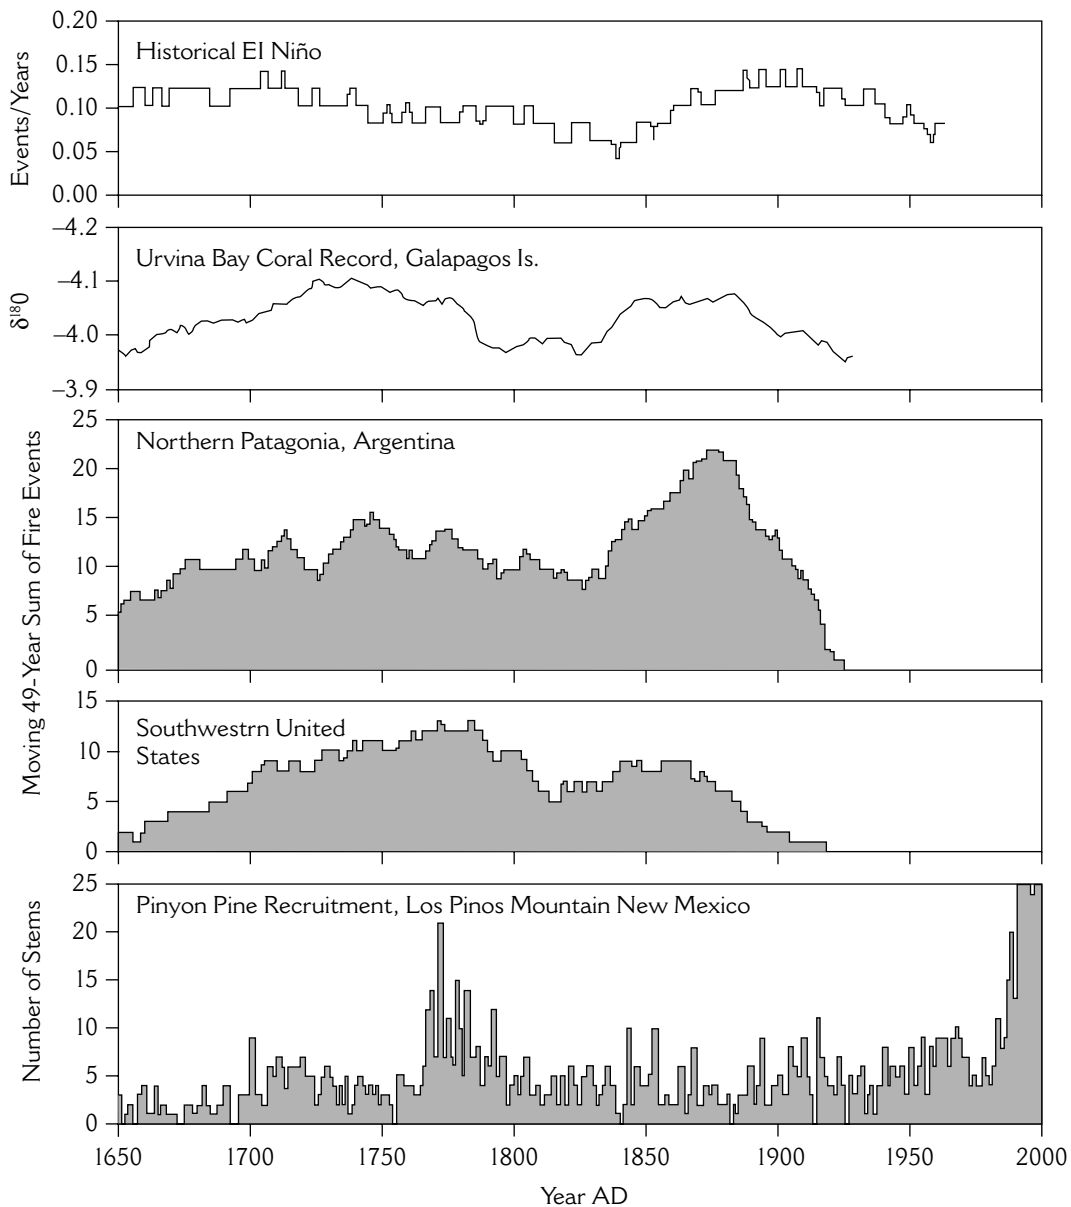 Historical El Niño
Events/Years
0.20
0.15
0.10
0.05
0.00
Urvina Bay Coral Record, Galapagos Is.
δ¹⁸0
–4.2
–4.1
–4.0
–3.9
Northern Patagonia, Argentina
Moving 49-Year Sum of Fire Events
25
20
15
10
5
0
Southwestrn United
States
15
10
5
0
Pinyon Pine Recruitment, Los Pinos Mountain New Mexico
Number of Stems
25
20
15
10
5
0
1650 1700 1750 1800 1850 1900 1950 2000
Year AD